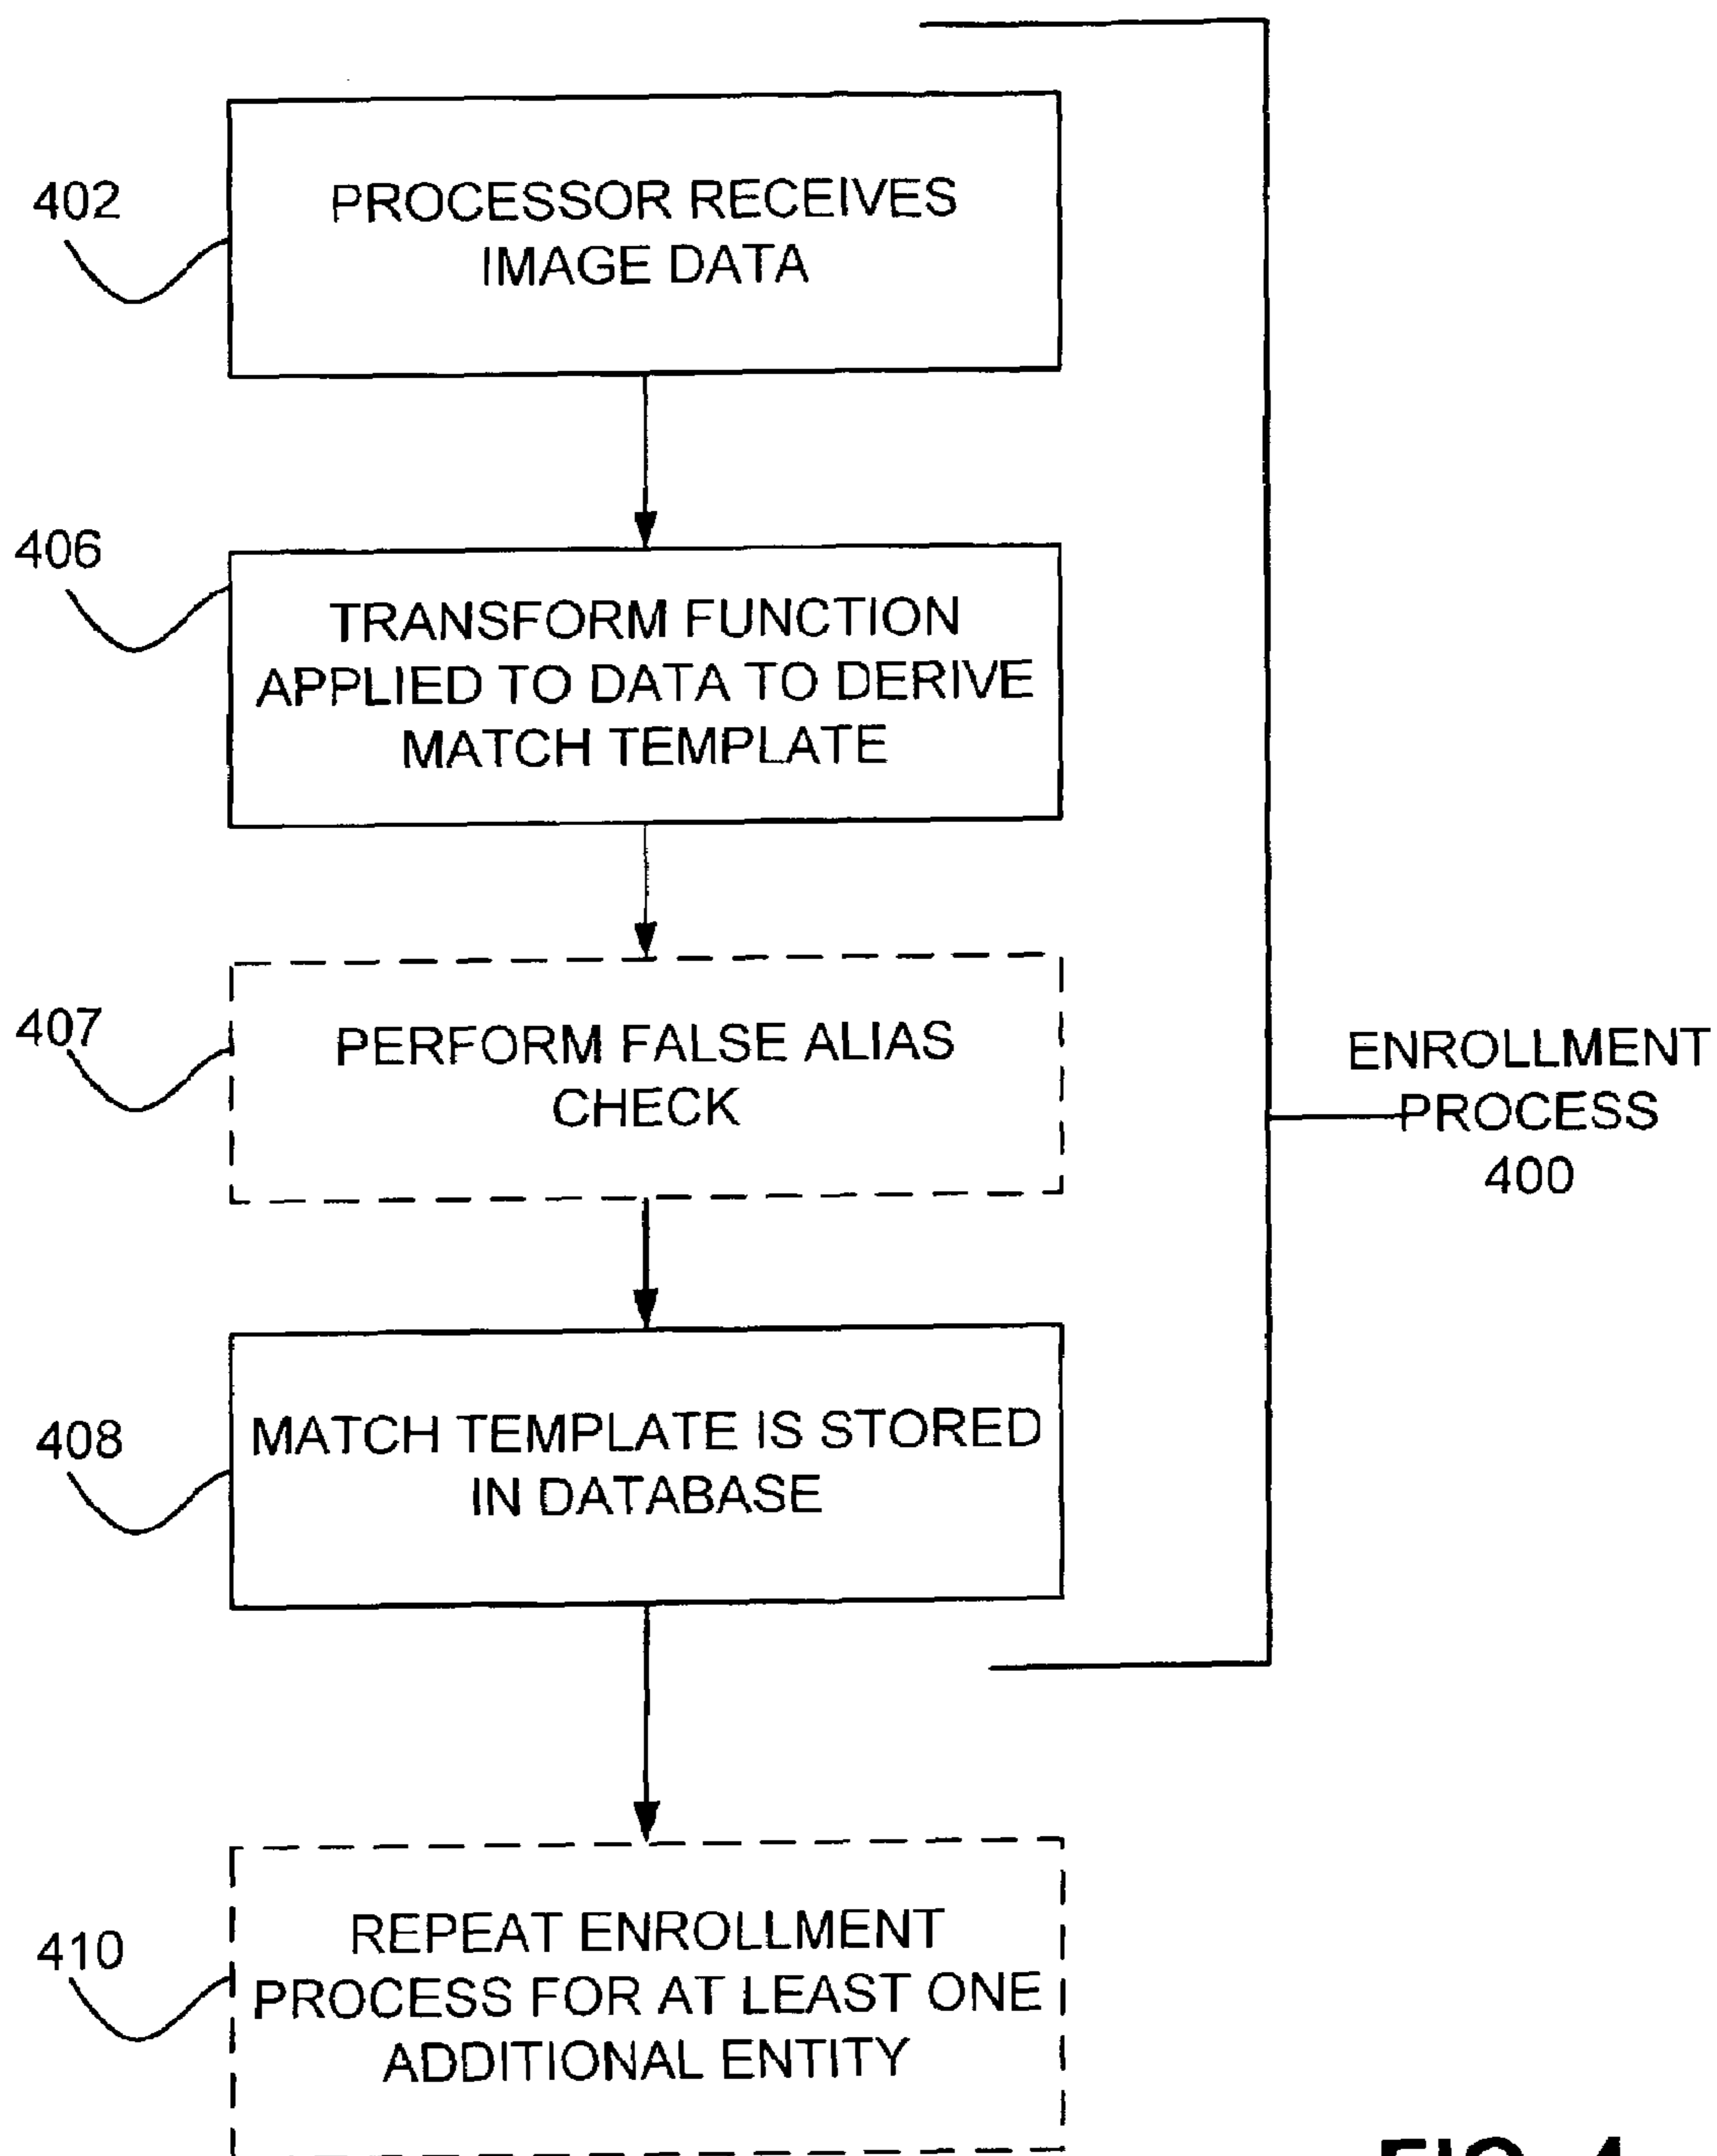 402
PROCESSOR RECEIVES
IMAGE DATA
406
TRANSFORM FUNCTION
APPLIED TO DATA TO DERIVE
MATCH TEMPLATE
407
PERFORM FALSE ALIAS
CHECK
ENROLLMENT
PROCESS
400
408
MATCH TEMPLATE IS STORED
IN DATABASE
410
REPEAT ENROLLMENT
PROCESS FOR AT LEAST ONE
ADDITIONAL ENTITY
FIG. 4